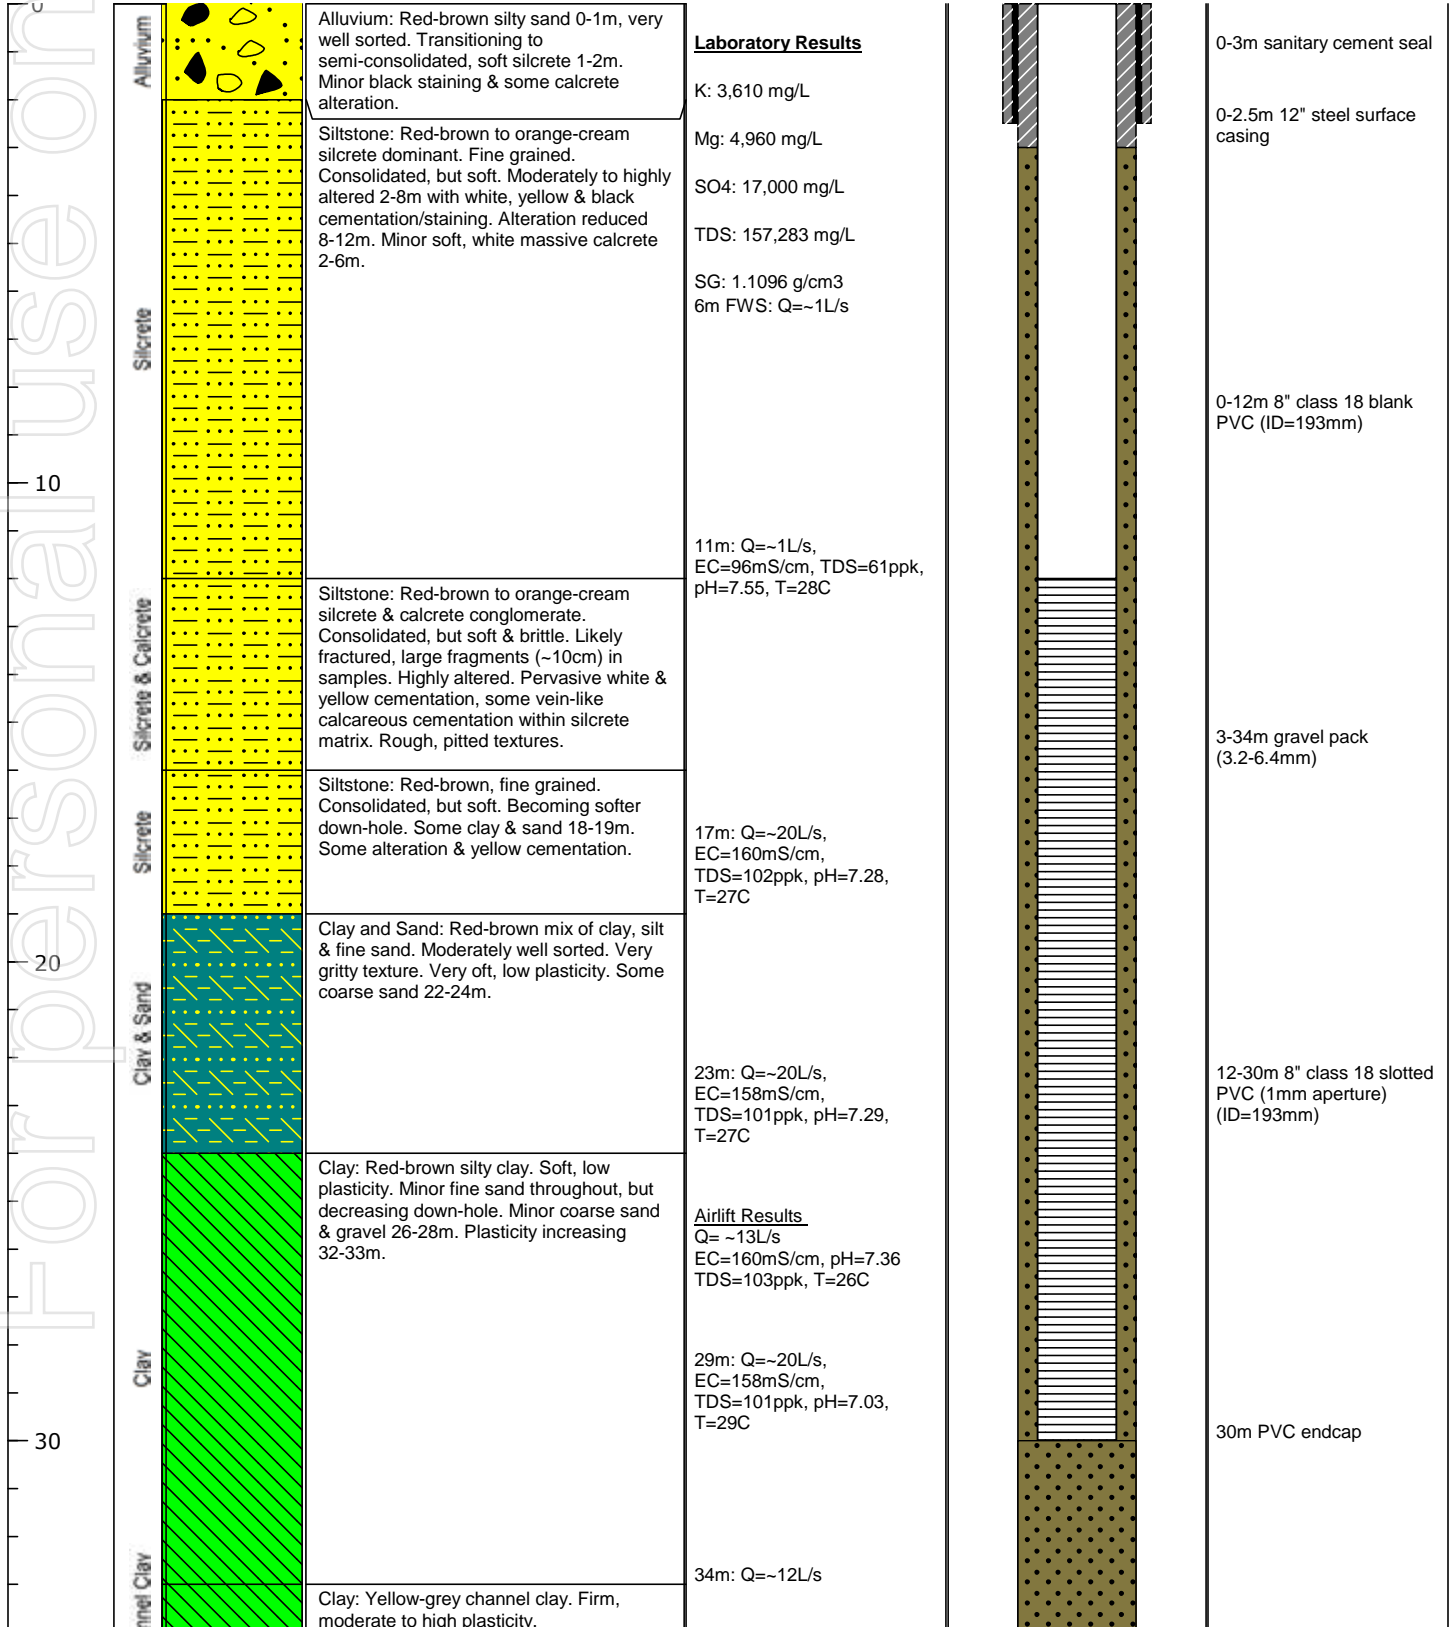 0
10
20
30
Alluvium
Silcrete
Silcrete & Calcrete
Silcrete
Clay & Sand
Clay
Clay
Alluvium: Red-brown silty sand 0-1m, very
well sorted. Transitioning to
semi-consolidated, soft silcrete 1-2m.
Minor black staining & some calcrete
alteration.
Siltstone: Red-brown to orange-cream
silcrete dominant. Fine grained.
Consolidated, but soft. Moderately to highly
altered 2-8m with white, yellow & black
cementation/staining. Alteration reduced
8-12m. Minor soft, white massive calcrete
2-6m.
Siltstone: Red-brown to orange-cream
silcrete & calcrete conglomerate.
Consolidated, but soft & brittle. Likely
fractured, large fragments (~10cm) in
samples. Highly altered. Pervasive white &
yellow cementation, some vein-like
calcareous cementation within silcrete
matrix. Rough, pitted textures.
Siltstone: Red-brown, fine grained.
Consolidated, but soft. Becoming softer
down-hole. Some clay & sand 18-19m.
Some alteration & yellow cementation.
Clay and Sand: Red-brown mix of clay, silt
& fine sand. Moderately well sorted. Very
gritty texture. Very oft, low plasticity. Some
coarse sand 22-24m.
Clay: Red-brown silty clay. Soft, low
plasticity. Minor fine sand throughout, but
decreasing down-hole. Minor coarse sand
& gravel 26-28m. Plasticity increasing
32-33m.
Clay: Yellow-grey channel clay. Firm,
moderate to high plasticity.
Laboratory Results
K: 3,610 mg/L
Mg: 4,960 mg/L
SO4: 17,000 mg/L
TDS: 157,283 mg/L
SG: 1.1096 g/cm3
6m FWS: Q=~1L/s
11m: Q=~1L/s,
EC=96mS/cm, TDS=61ppk,
pH=7.55, T=28C
17m: Q=~20L/s,
EC=160mS/cm,
TDS=102ppk, pH=7.28,
T=27C
23m: Q=~20L/s,
EC=158mS/cm,
TDS=101ppk, pH=7.29,
T=27C
Airlift Results
Q= ~13L/s
EC=160mS/cm, pH=7.36
TDS=103ppk, T=26C
29m: Q=~20L/s,
EC=158mS/cm,
TDS=101ppk, pH=7.03,
T=29C
34m: Q=~12L/s
0-3m sanitary cement seal
0-2.5m 12" steel surface
casing
0-12m 8" class 18 blank
PVC (ID=193mm)
3-34m gravel pack
(3.2-6.4mm)
12-30m 8" class 18 slotted
PVC (1mm aperture)
(ID=193mm)
30m PVC endcap
For personal use on